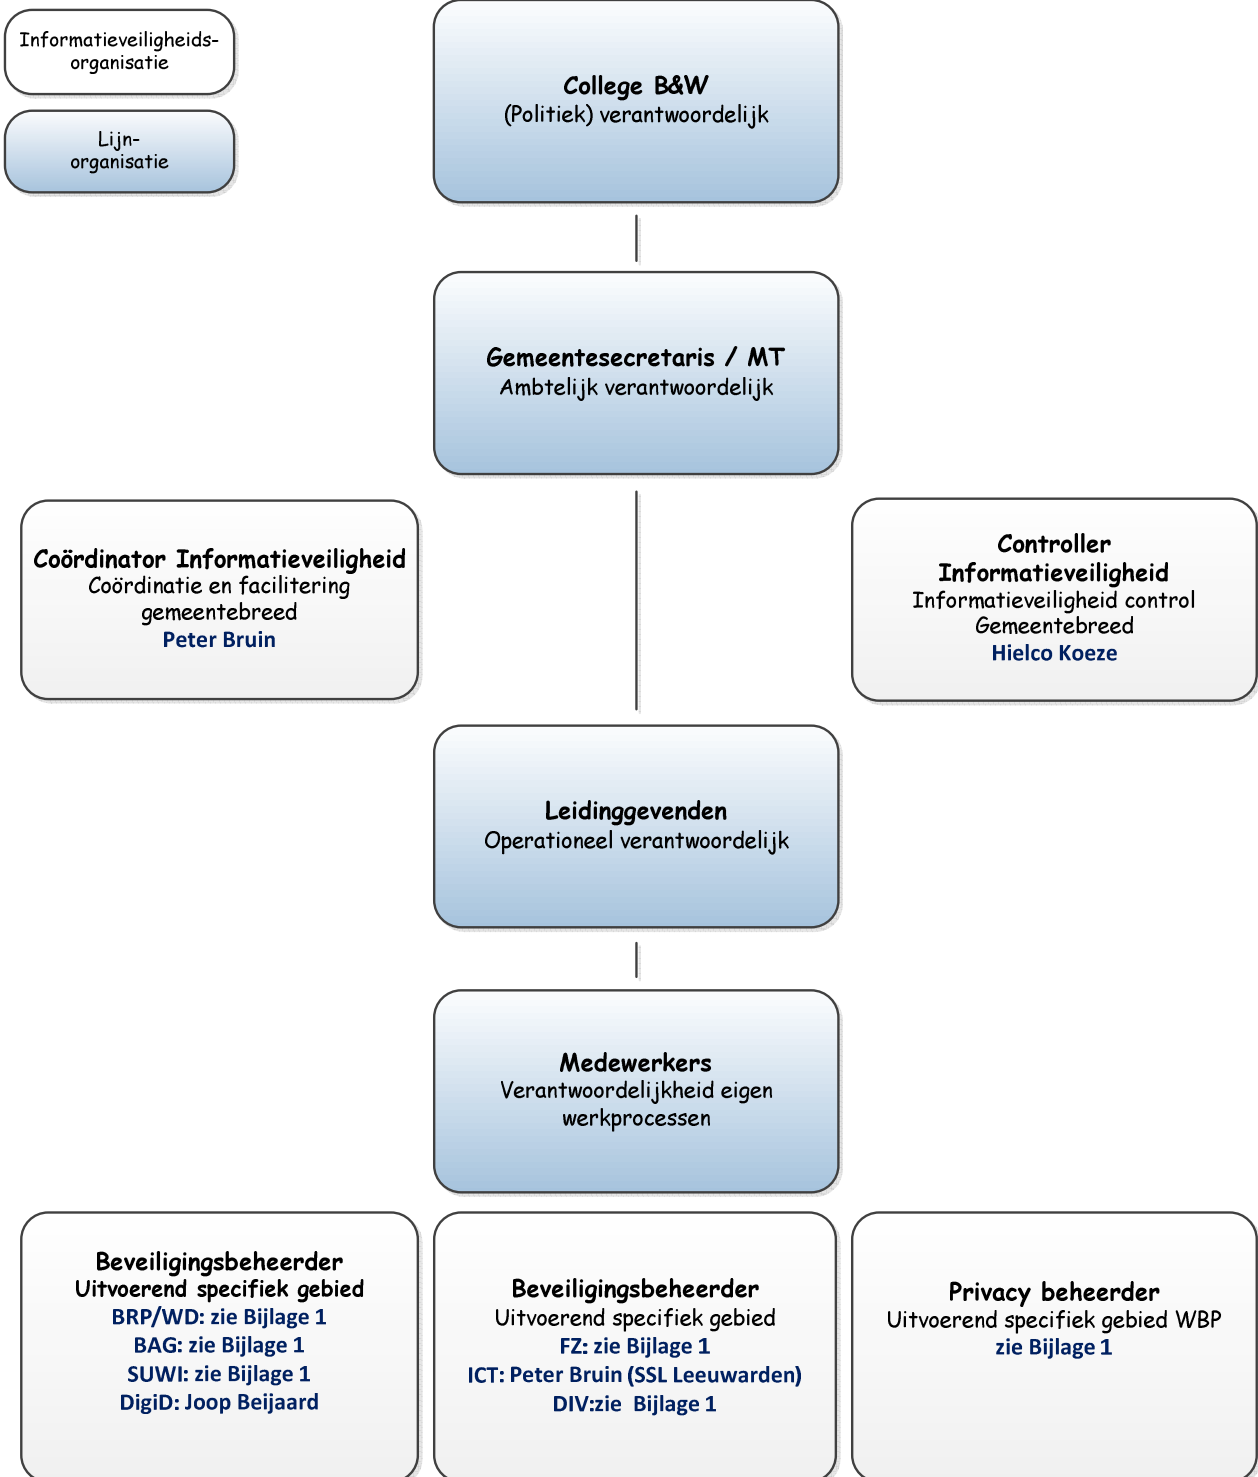 Informatieveiligheids-
organisatie
Lijn-
organisatie
College B&W
(Politiek) verantwoordelijk
Gemeentesecretaris / MT
Ambtelijk verantwoordelijk
Coördinator Informatieveiligheid
Coördinatie en facilitering
gemeentebreed
Peter Bruin
Controller
Informatieveiligheid
Informatieveiligheid control
Gemeentebreed
Hielco Koeze
Leidinggevenden
Operationeel verantwoordelijk
Medewerkers
Verantwoordelijkheid eigen
werkprocessen
Beveiligingsbeheerder
Uitvoerend specifiek gebied
BRP/WD: zie Bijlage 1
BAG: zie Bijlage 1
SUWI: zie Bijlage 1
DigiD: Joop Beijaard
Beveiligingsbeheerder
Uitvoerend specifiek gebied
FZ: zie Bijlage 1
ICT: Peter Bruin (SSL Leeuwarden)
DIV:zie  Bijlage 1
Privacy beheerder
Uitvoerend specifiek gebied WBP
zie Bijlage 1